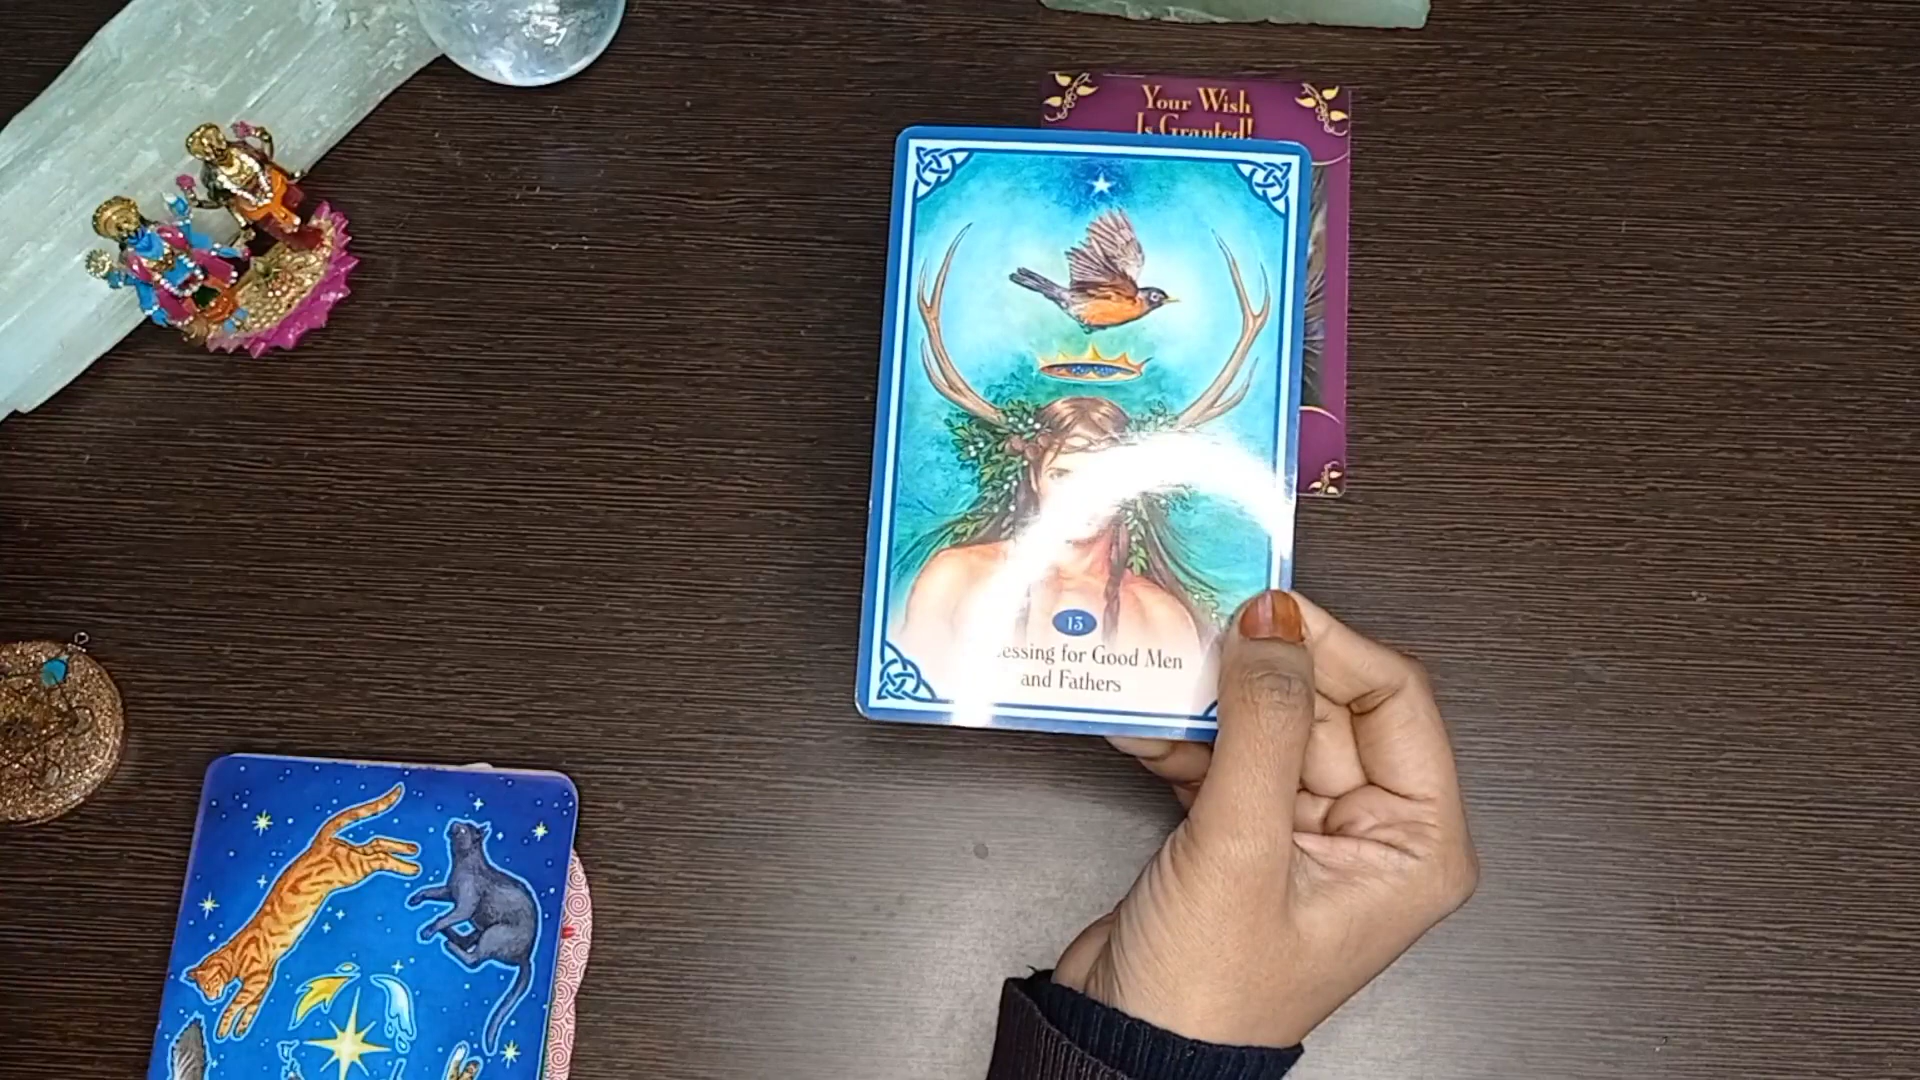 Your Wish
Is Granted!
13
essing for Good Men
and Fathers